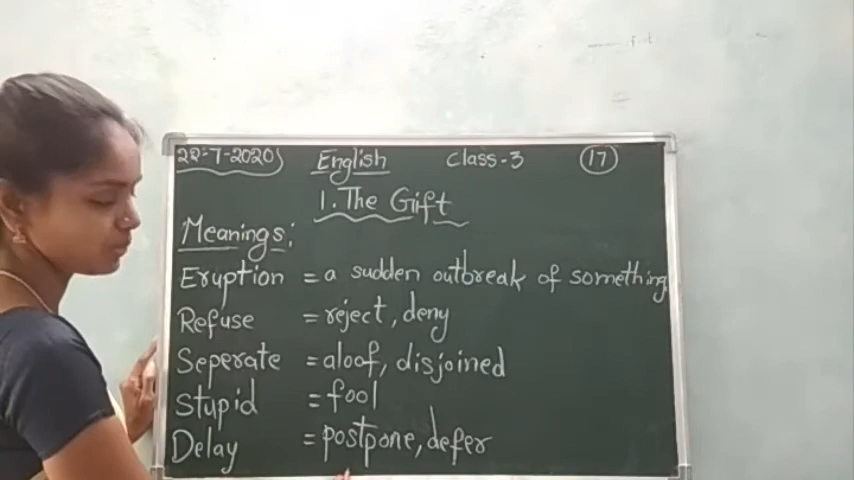 22-7-2020 English Class-3 17
1. The Gift
Meanings:
Eruption = a sudden outbreak of something
Refuse = reject, deny
Seperate = aloof, disjoined
Stupid = fool
Delay = postpone, defer